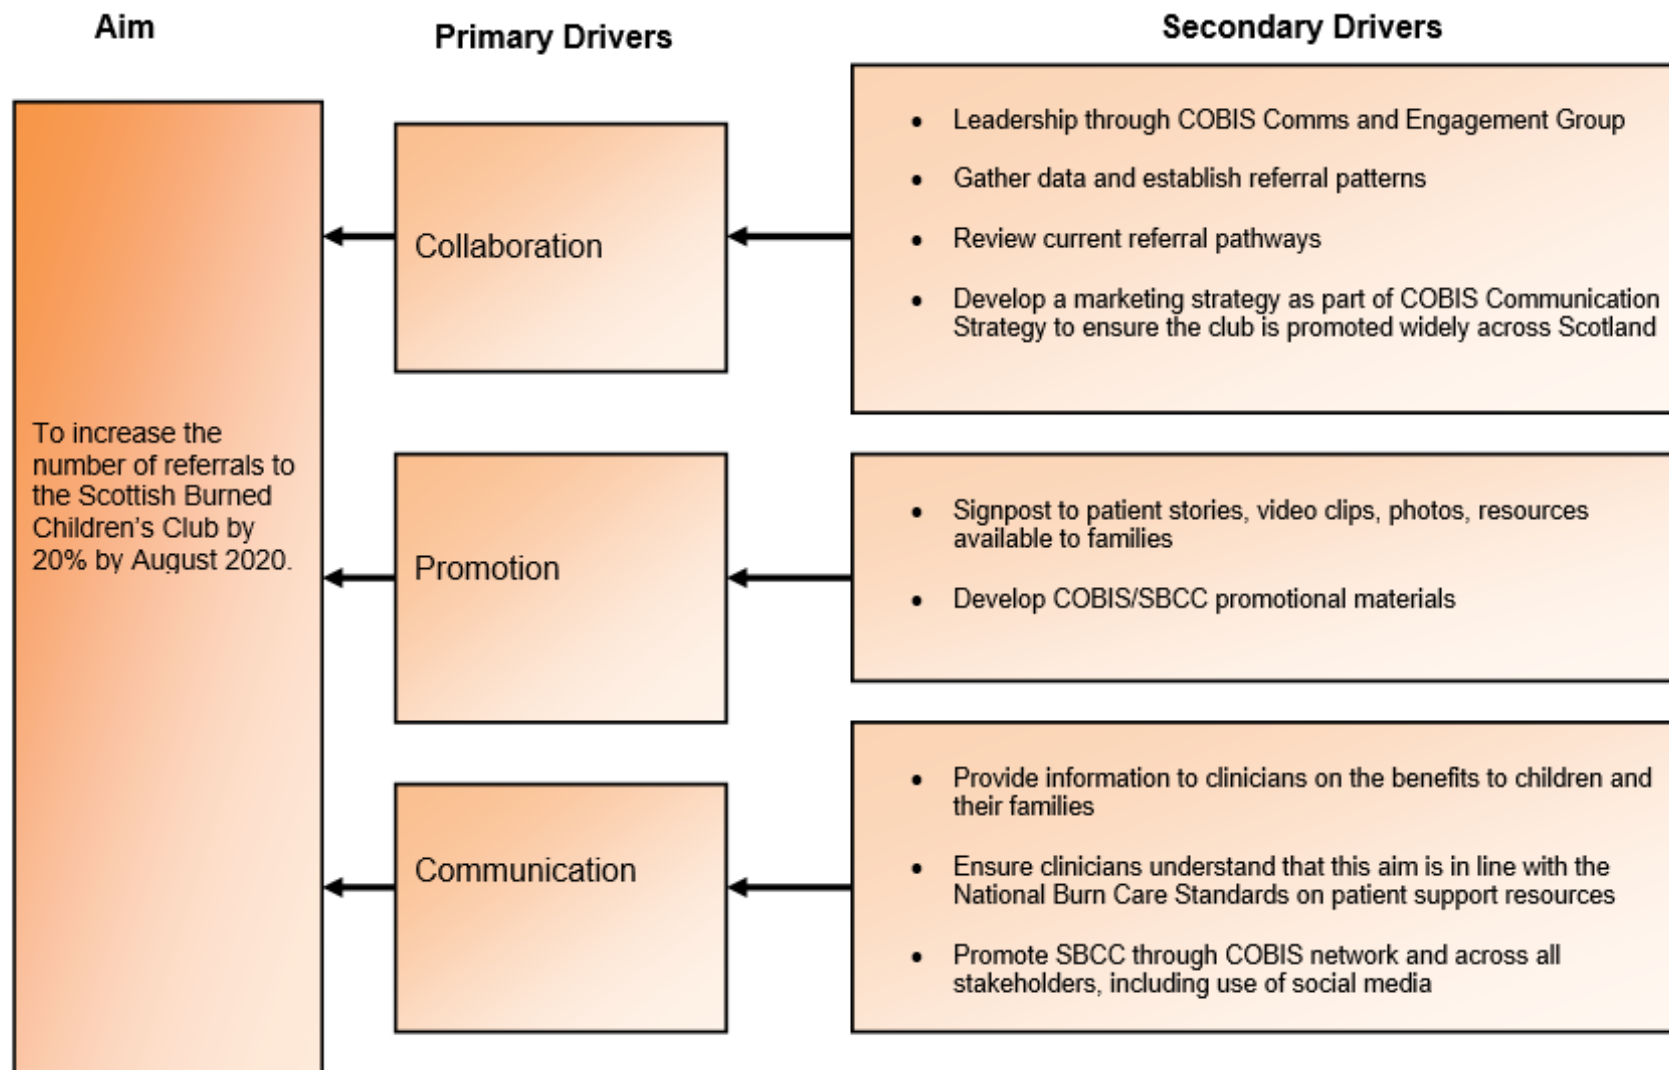 Aim
Primary Drivers
Secondary Drivers
To increase the
number of referrals to
the Scottish Burned
Children's Club by
20% by August 2020.
Collaboration
• Leadership through COBIS Comms and Engagement Group
• Gather data and establish referral patterns
• Review current referral pathways
• Develop a marketing strategy as part of COBIS Communication
Strategy to ensure the club is promoted widely across Scotland
Promotion
• Signpost to patient stories, video clips, photos, resources
available to families
• Develop COBIS/SBCC promotional materials
Communication
• Provide information to clinicians on the benefits to children and
their families
• Ensure clinicians understand that this aim is in line with the
National Burn Care Standards on patient support resources
• Promote SBCC through COBIS network and across all
stakeholders, including use of social media